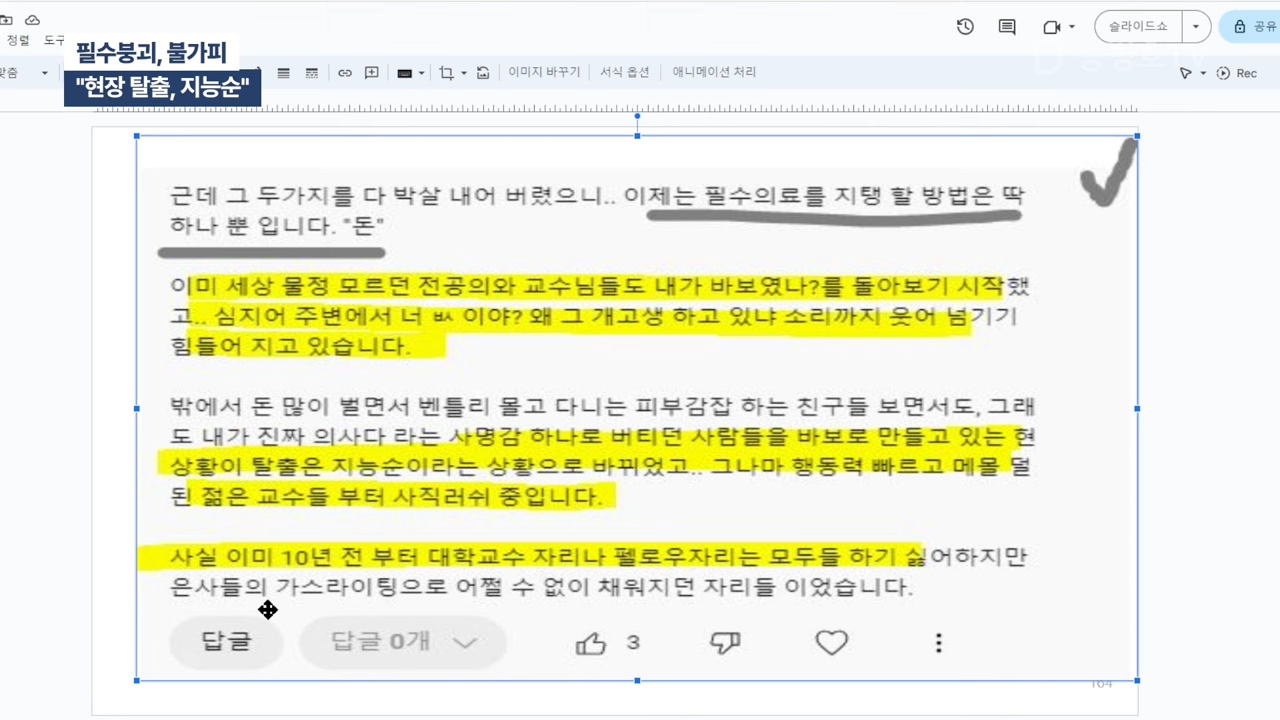 정렬
도구
필수붕괴, 불가피
"현장 탈출, 지능순"
슬라이드쇼
공유
맞춤
이미지 바꾸기
서식 옵션
애니메이션 처리
Rec
근데 그 두가지를 다 박살 내어 버렸으니.. 이제는 필수의료를 지탱 할 방법은 딱
하나 뿐 입니다. "돈"
이미 세상 물정 모르던 전공의와 교수님들도 내가 바보였나?를 돌아보기 시작했
고.. 심지어 주변에서 너 ㅄ 이야? 왜 그 개고생 하고 있냐 소리까지 웃어 넘기기
힘들어 지고 있습니다.
밖에서 돈 많이 벌면서 벤틀리 몰고 다니는 피부감잡 하는 친구들 보면서도, 그래
도 내가 진짜 의사다 라는 사명감 하나로 버티던 사람들을 바보로 만들고 있는 현
상황이 탈출은 지능순이라는 상황으로 바뀌었고.. 그나마 행동력 빠르고 메몰 덜
된 젊은 교수들 부터 사직러쉬 중입니다.
사실 이미 10년 전 부터 대학교수 자리나 펠로우자리는 모두들 하기 싫어하지만
은사들의 가스라이팅으로 어쩔 수 없이 채워지던 자리들 이었습니다.
답글
답글 0개
3
164